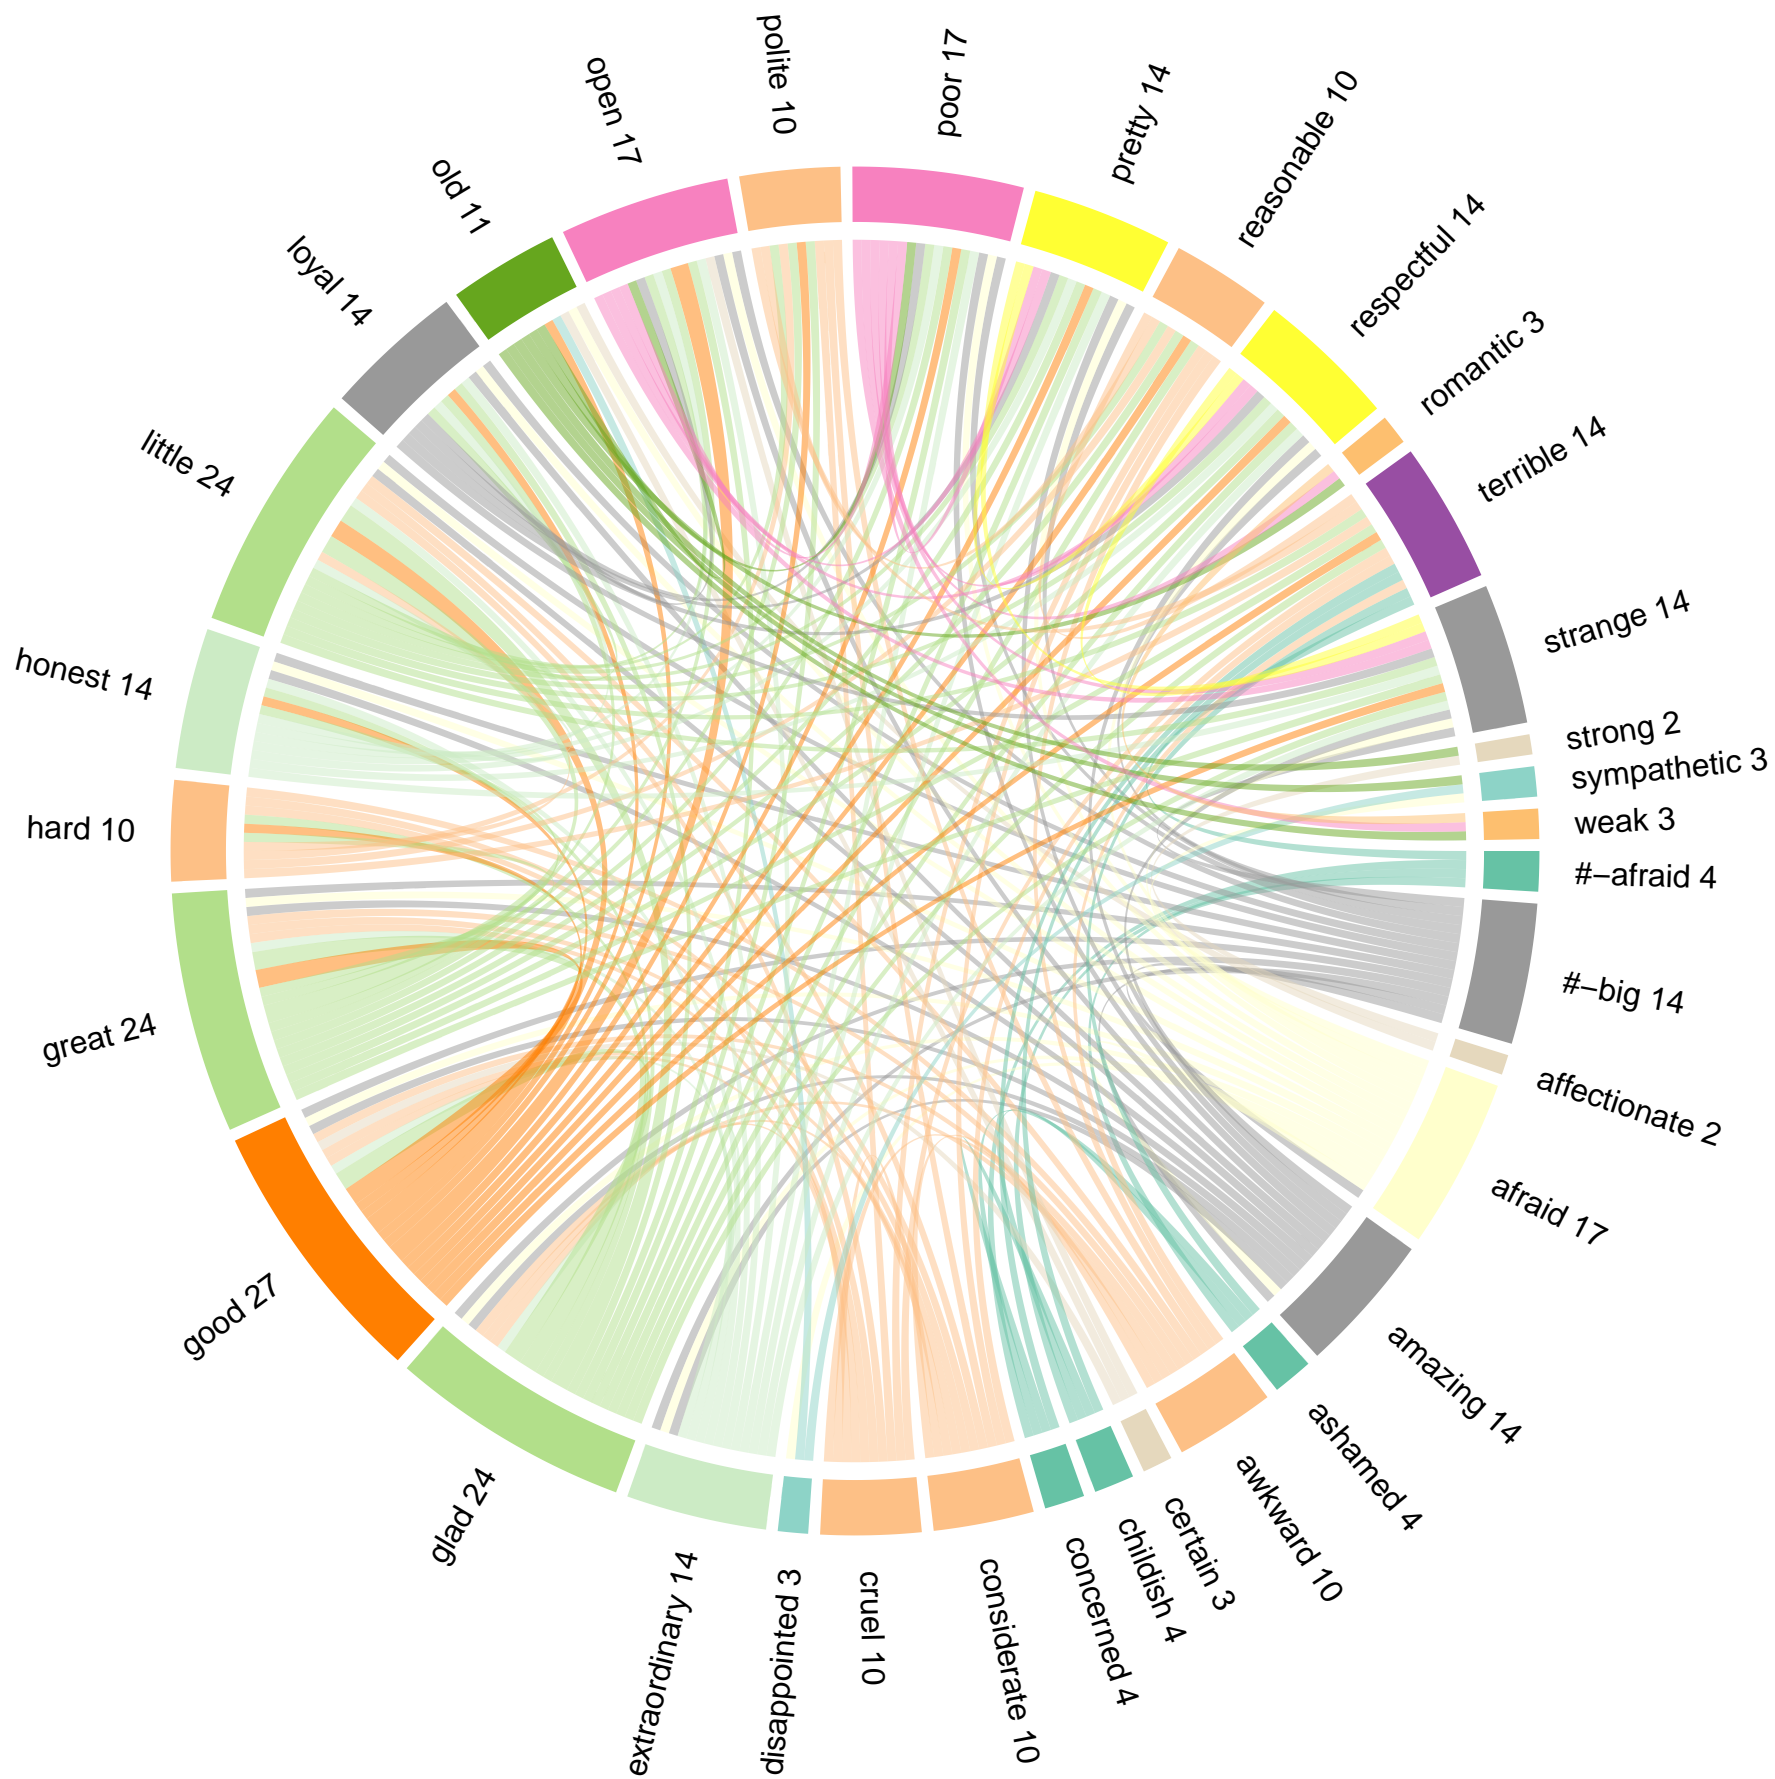 polite 10
poor 17
pretty 14
reasonable 10
respectful 14
romantic 3
terrible 14
strange 14
strong 2
sympathetic 3
weak 3
#–afraid 4
#–big 14
affectionate 2
afraid 17
amazing 14
ashamed 4
awkward 10
certain 3
childish 4
concerned 4
considerate 10
cruel 10
disappointed 3
extraordinary 14
glad 24
good 27
great 24
hard 10
honest 14
little 24
loyal 14
old 11
open 17